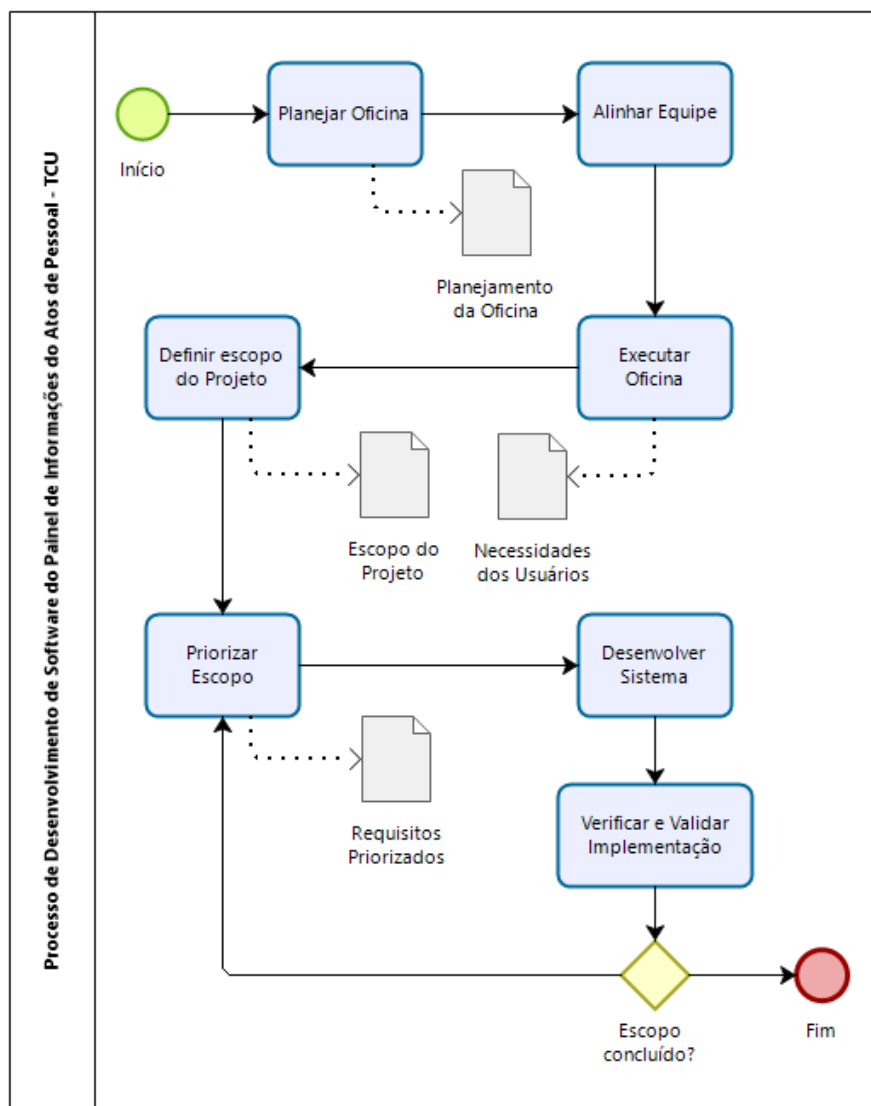 Processo de Desenvolvimento de Software do Painel de Informações do Atos de Pessoal - TCU
Início
Planejar Oficina
Alinhar Equipe
Planejamento
da Oficina
Definir escopo
do Projeto
Executar
Oficina
Escopo do
Projeto
Necessidades
dos Usuários
Priorizar
Escopo
Desenvolver
Sistema
Requisitos
Priorizados
Verificar e Validar
Implementação
Escopo
concluído?
Fim